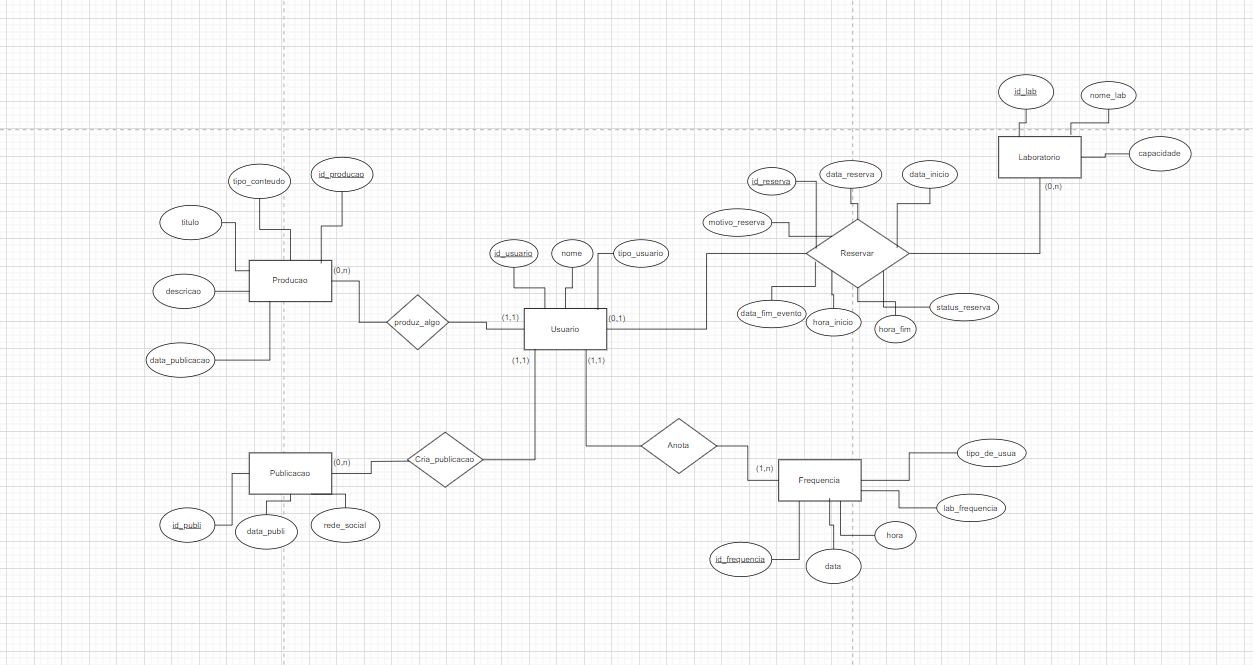 id_lab
nome_lab
Laboratorio
capacidade
(0,n)
tipo_conteudo
id_producao
titulo
Producao
(0,n)
descricao
data_publicacao
produz_algo
id_usuario
nome
tipo_usuario
(1,1)
Usuario
(0,1)
(1,1)
(1,1)
id_reserva
data_reserva
data_inicio
motivo_reserva
Reservar
data_fim_evento
hora_inicio
hora_fim
status_reserva
Publicacao
(0,n)
Cria_publicacao
id_publi
data_publi
rede_social
Anota
(1,n)
Frequencia
tipo_de_usua
lab_frequencia
hora
data
id_frequencia